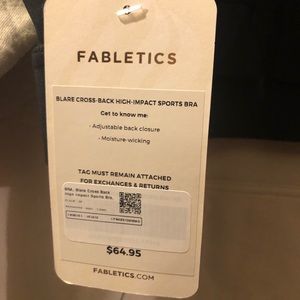 FABLETICS
BLARE CROSS-BACK HIGH-IMPACT SPORTS BRA
Get to know me:
- Adjustable back closure
- Moisture-wicking
TAG MUST REMAIN ATTACHED
FOR EXCHANGES & RETURNS
BRA, Blare Cross Back
High Impact Sports Bra,
$64.95
FABLETICS.COM